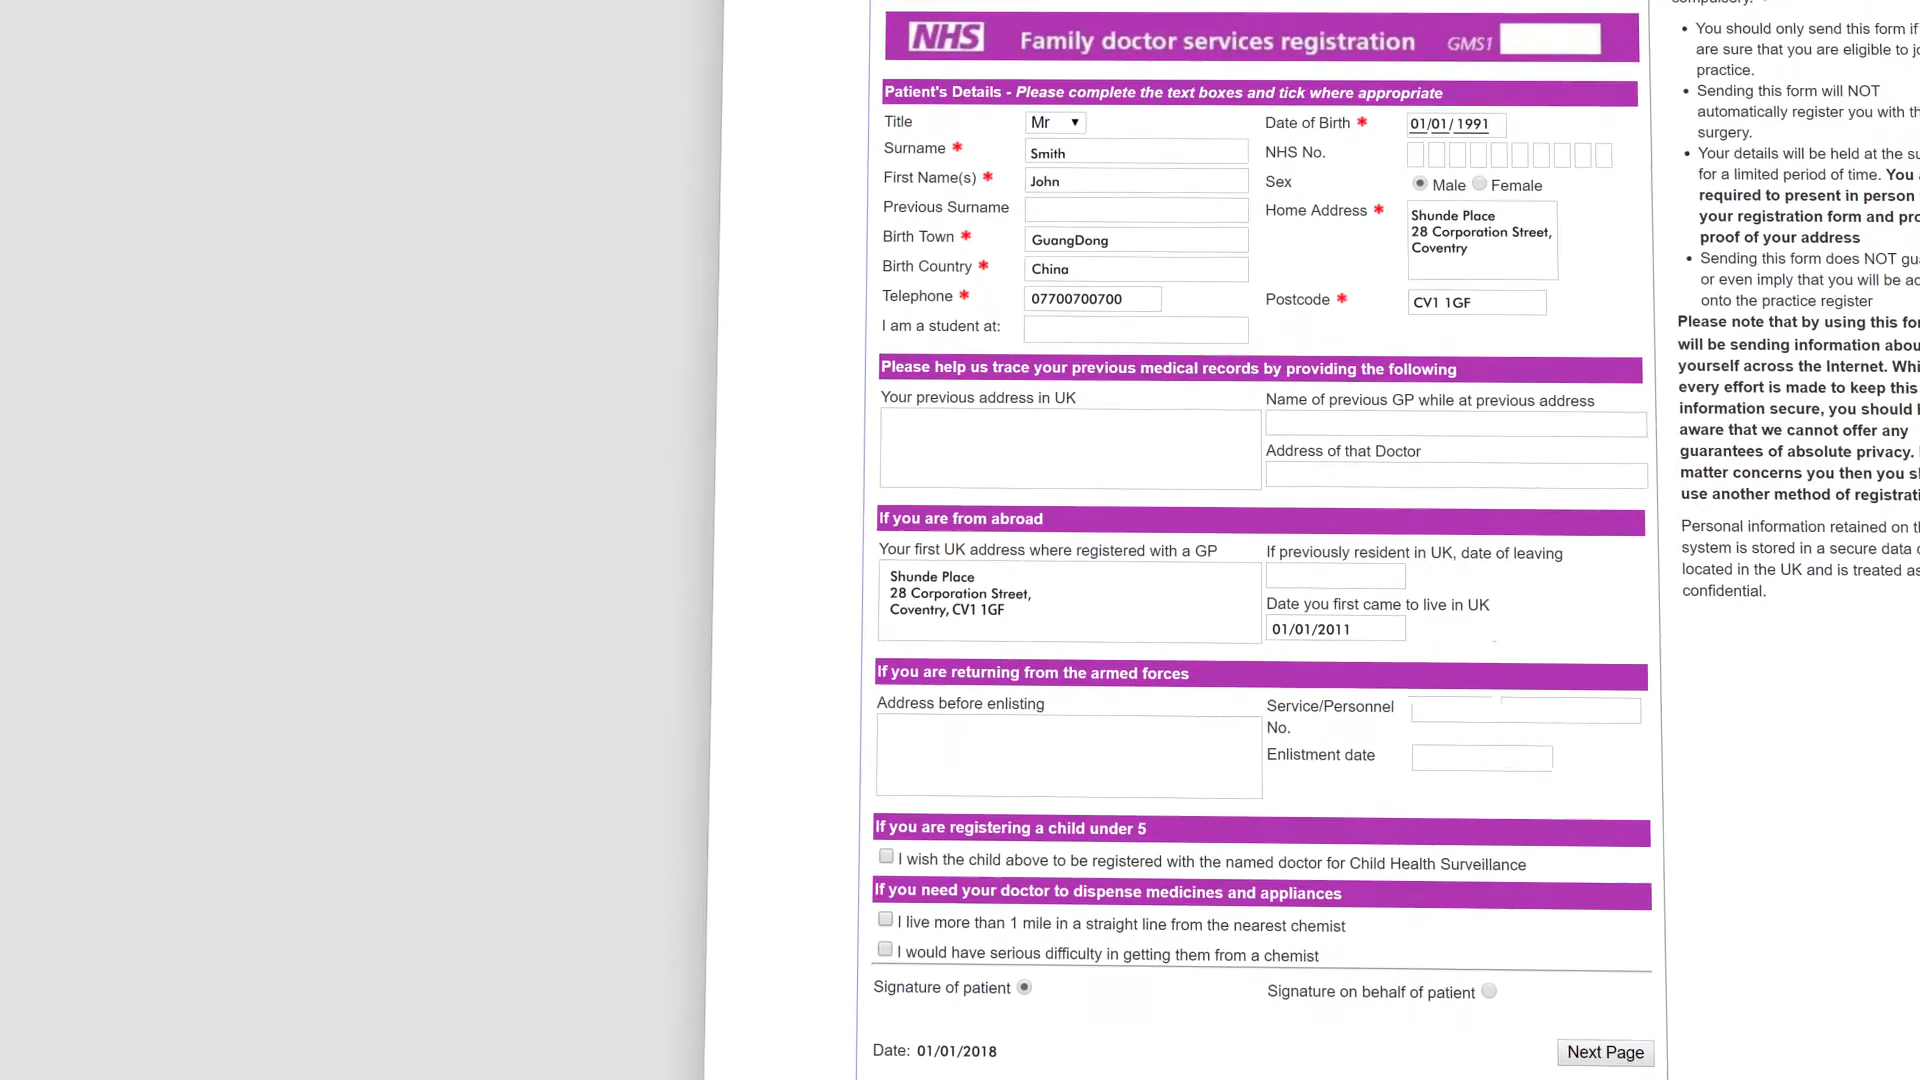 NHS Family doctor services registration GMS1
Patient's Details - Please complete the text boxes and tick where appropriate
Title Mr
Surname * Smith
First Name(s) * John
Previous Surname
Birth Town * GuangDong
Birth Country * China
Telephone * 07700700700
I am a student at:
Date of Birth * 01/01/ 1991
NHS No.
Sex Male Female
Home Address * Shunde Place
28 Corporation Street,
Coventry
Postcode * CV1 1GF
Please help us trace your previous medical records by providing the following
Your previous address in UK
Name of previous GP while at previous address
Address of that Doctor
If you are from abroad
Your first UK address where registered with a GP
Shunde Place
28 Corporation Street,
Coventry, CV1 1GF
If previously resident in UK, date of leaving
Date you first came to live in UK
01/01/2011
If you are returning from the armed forces
Address before enlisting
Service/Personnel
No.
Enlistment date
If you are registering a child under 5
I wish the child above to be registered with the named doctor for Child Health Surveillance
If you need your doctor to dispense medicines and appliances
I live more than 1 mile in a straight line from the nearest chemist
I would have serious difficulty in getting them from a chemist
Signature of patient
Signature on behalf of patient
Date: 01/01/2018
Next Page
You should only send this form if
are sure that you are eligible to
practice.
Sending this form will NOT
automatically register you with
surgery.
Your details will be held at the
for a limited period of time. You
required to present in person
your registration form and
proof of your address
Sending this form does NOT
or even imply that you will be
onto the practice register
Please note that by using this
will be sending information
yourself across the Internet.
every effort is made to keep this
information secure, you should
aware that we cannot offer any
guarantees of absolute privacy.
matter concerns you then you
use another method of
Personal information retained on
system is stored in a secure data
located in the UK and is treated as
confidential.